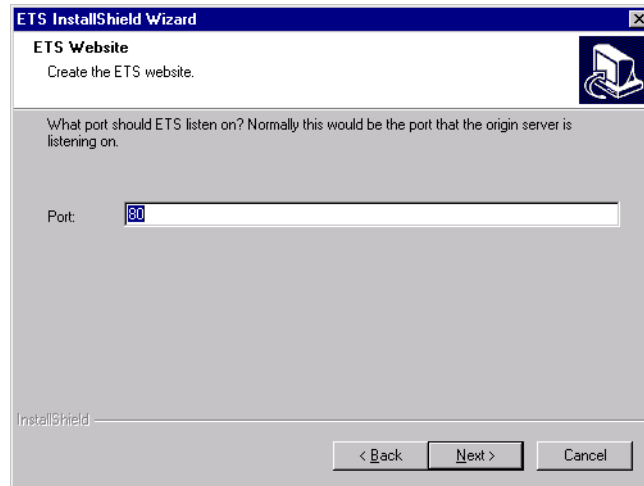 ETS InstallShield Wizard
ETS Website
Create the ETS website.
What port should ETS listen on? Normally this would be the port that the origin server is
listening on.
Port: 80
InstallShield
< Back Next > Cancel